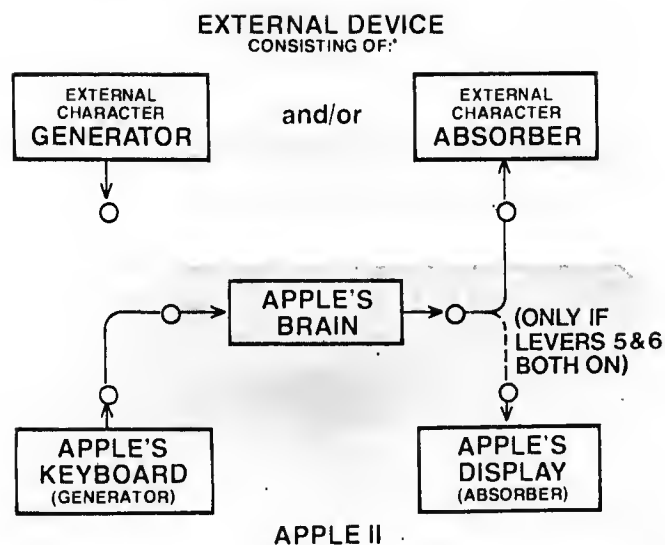 EXTERNAL DEVICE
CONSISTING OF:
EXTERNAL
CHARACTER
GENERATOR
and/or
EXTERNAL
CHARACTER
ABSORBER
APPLE'S
BRAIN
(ONLY IF
LEVERS 5&6
BOTH ON)
APPLE'S
KEYBOARD
(GENERATOR)
APPLE'S
DISPLAY
(ABSORBER)
APPLE II